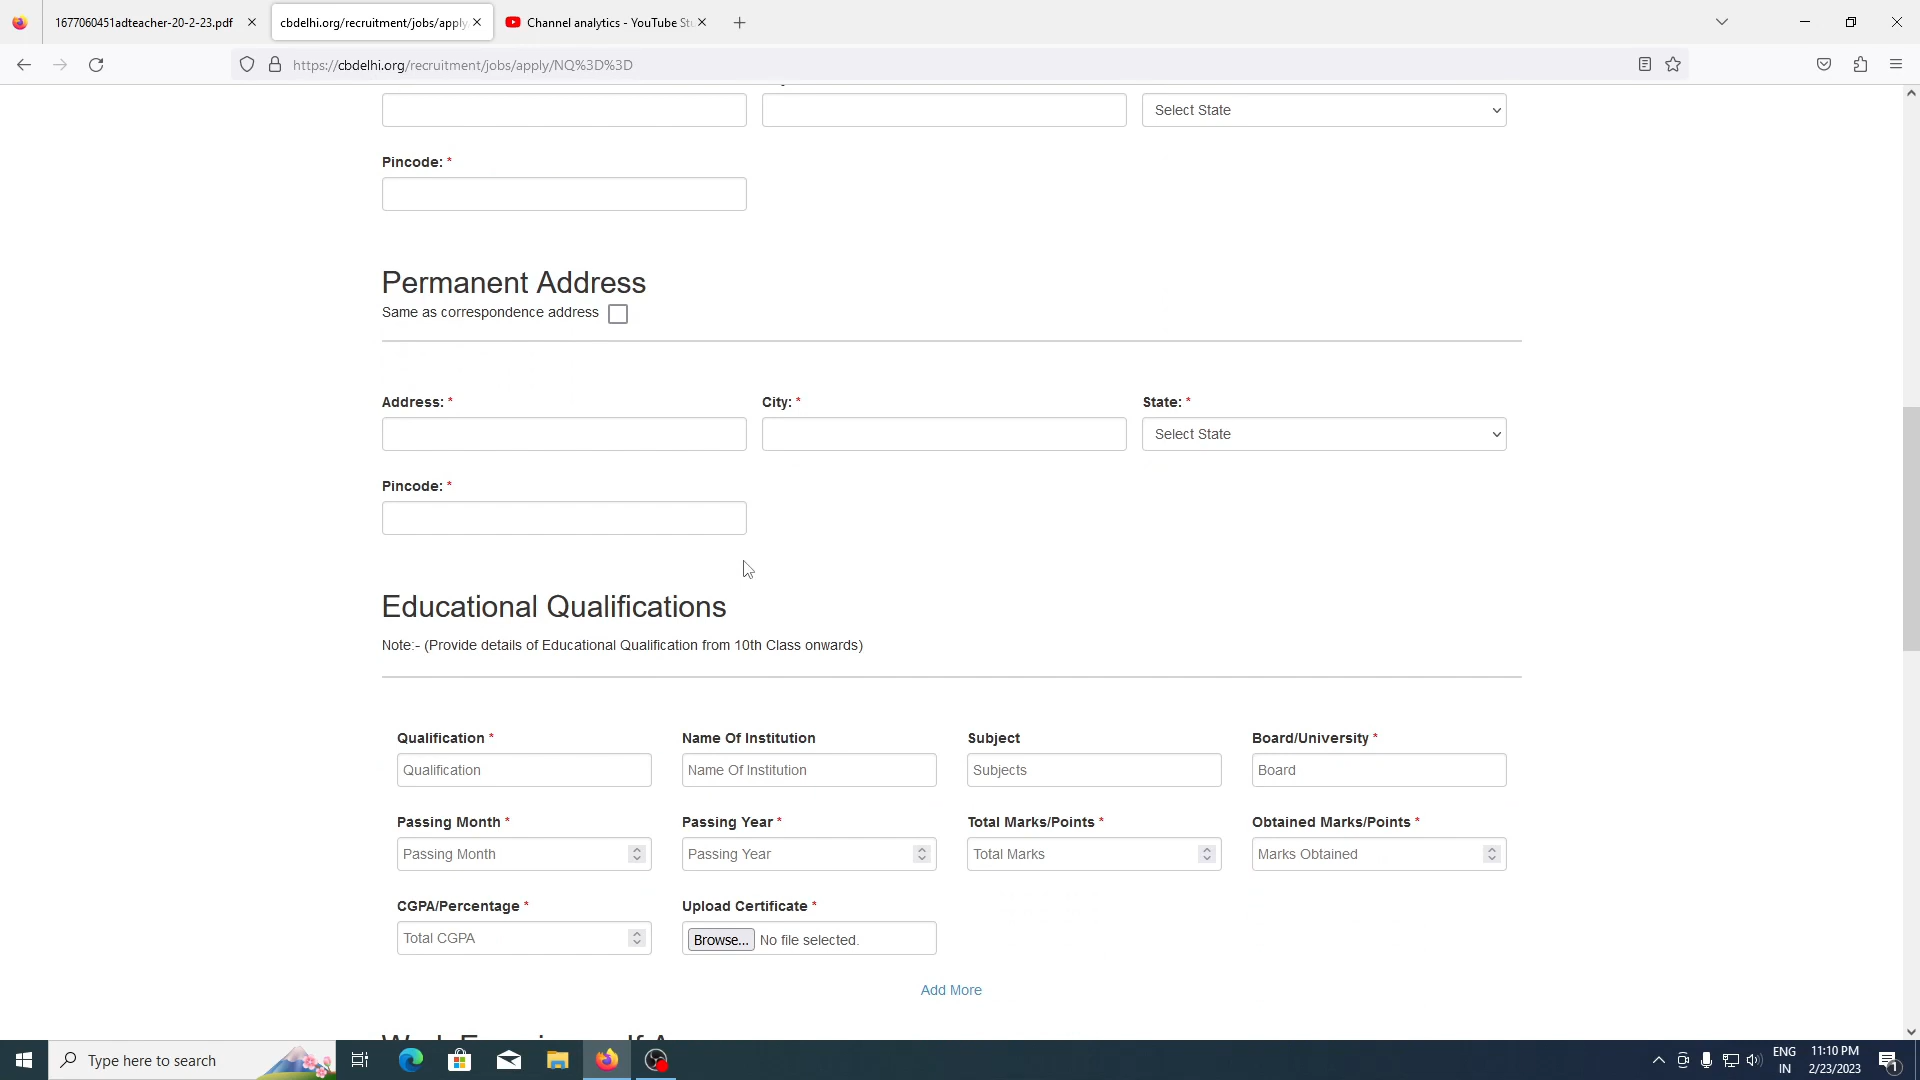 1677060451adteacher-20-2-23.pdf
cbdelhi.org/recruitment/jobs/apply
Channel analytics - YouTube St
https://cbdelhi.org/recruitment/jobs/apply/NQ%3D%3D
Select State
Pincode: *
Permanent Address
Same as correspondence address
Address: * City: * State: *
Select State
Pincode: *
Educational Qualifications
Note:- (Provide details of Educational Qualification from 10th Class onwards)
Qualification * Name Of Institution Subject Board/University *
Qualification Name Of Institution Subjects Board
Passing Month * Passing Year * Total Marks/Points * Obtained Marks/Points *
Passing Month Passing Year Total Marks Marks Obtained
CGPA/Percentage * Upload Certificate *
Total CGPA Browse... No file selected.
Add More
Type here to search
ENG
IN
11:10 PM
2/23/2023
1